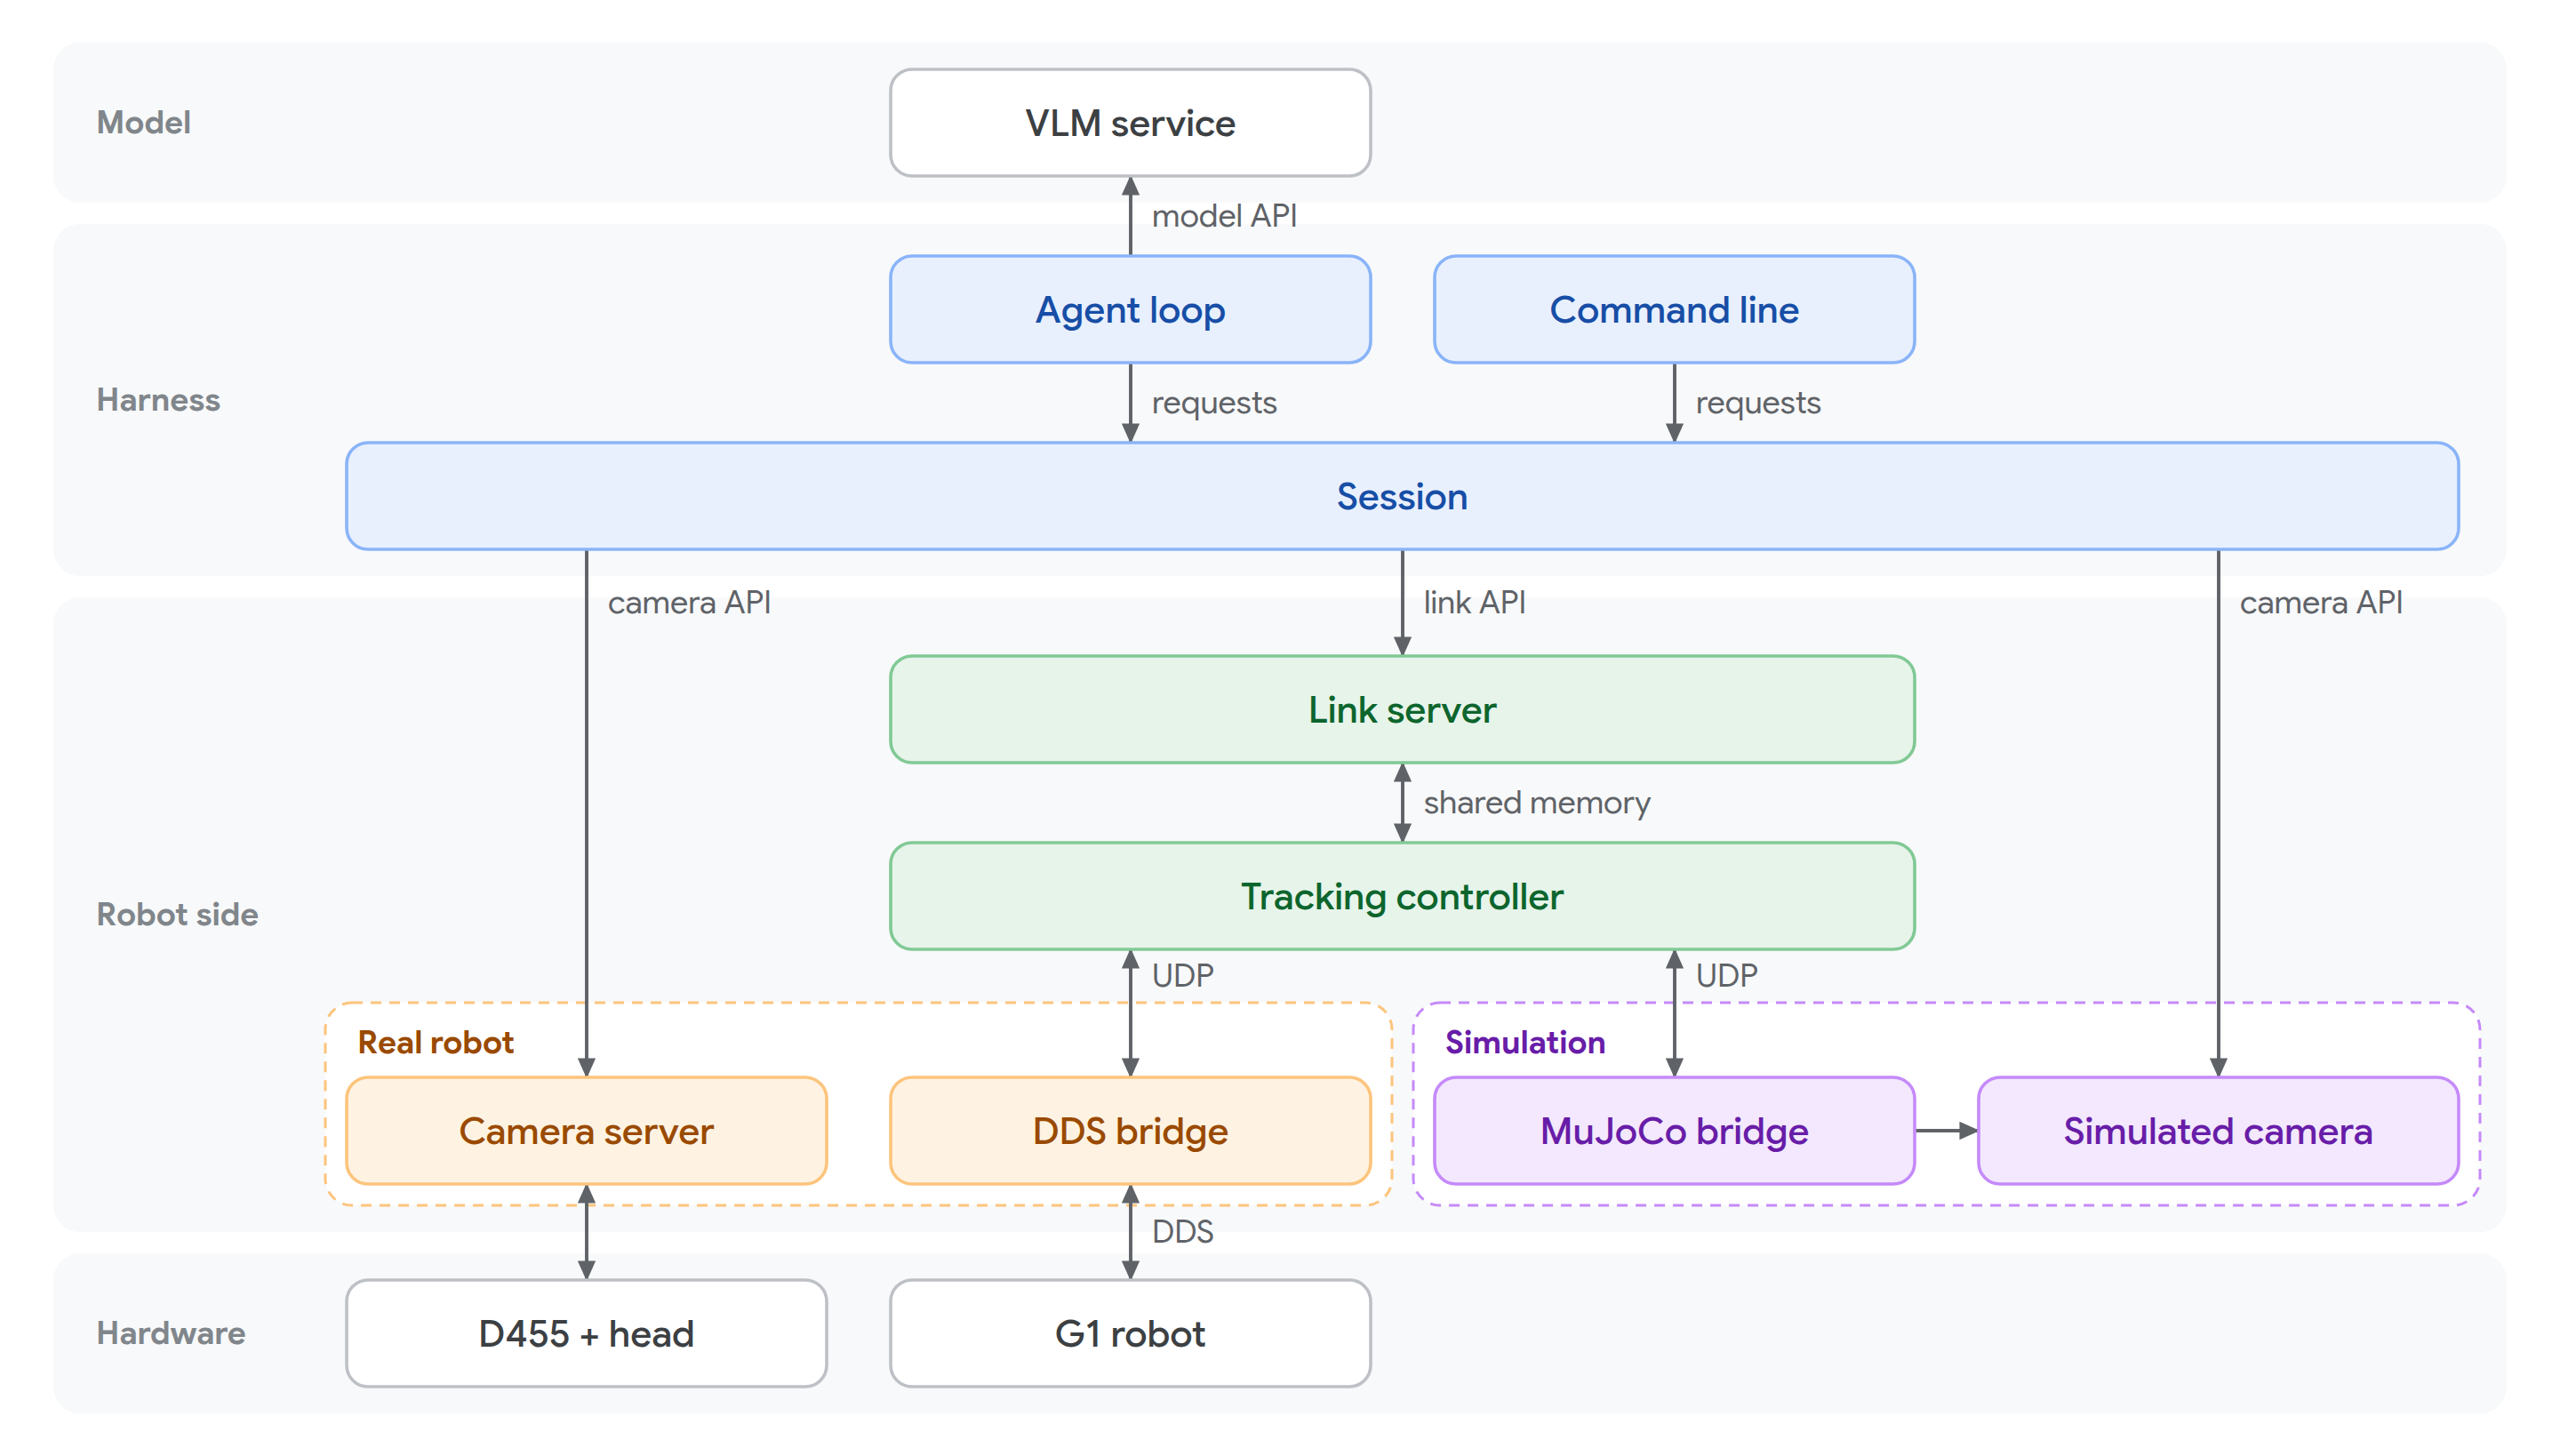 Model
VLM service
model API
Agent loop
Command line
Harness
requests
requests
Session
camera API
link API
camera API
Link server
shared memory
Tracking controller
Robot side
UDP
UDP
Real robot
Simulation
Camera server
DDS bridge
MuJoCo bridge
Simulated camera
DDS
Hardware
D455 + head
G1 robot